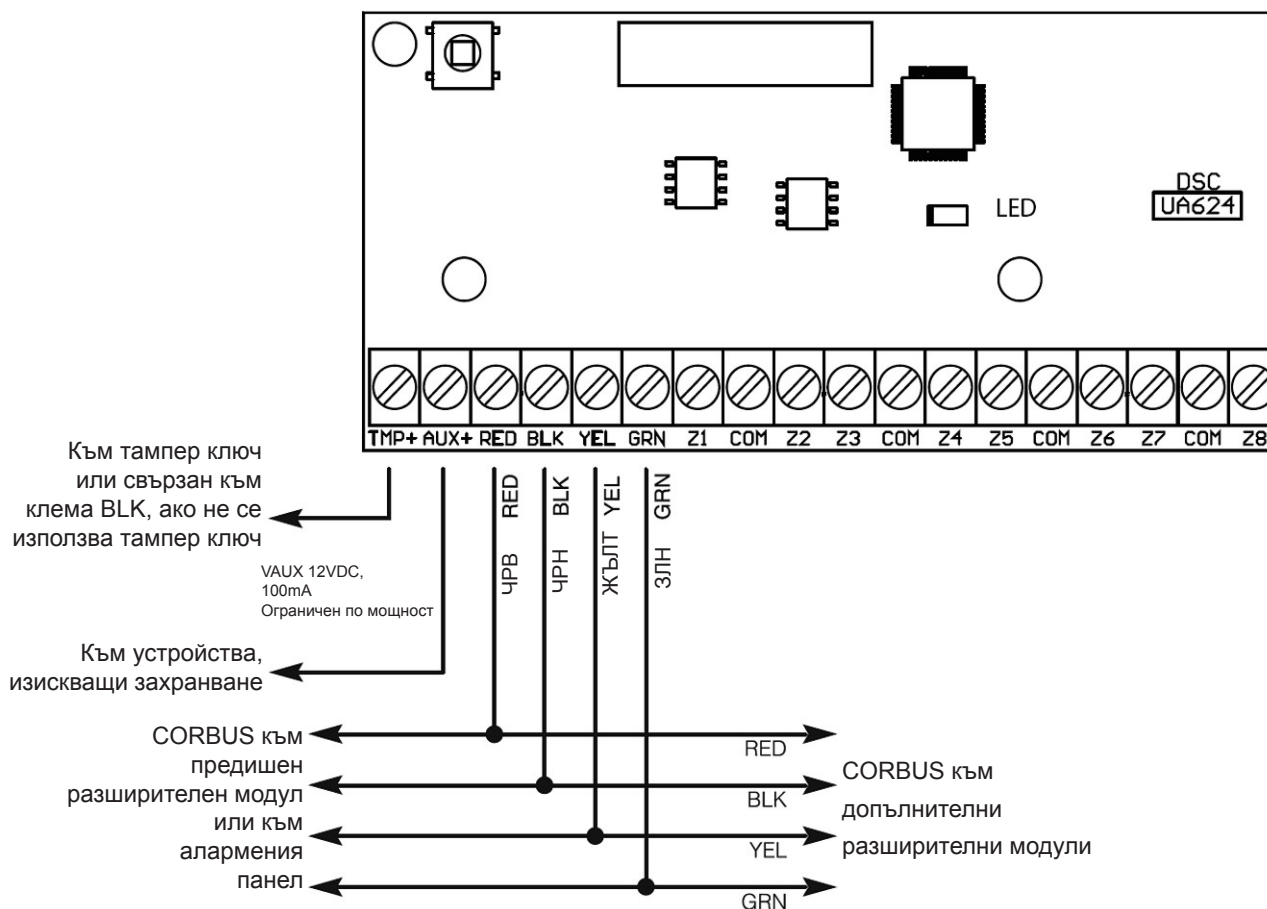 DSC
UA624
LED
TMP+ AUX+ RED BLK YEL GRN Z1 COM Z2 Z3 COM Z4 Z5 COM Z6 Z7 COM Z8
Към тампер ключ
или свързан към
клема BLK, ако не се
използва тампер ключ
VAUX 12VDC,
100mA
Ограничен по мощност
Към устройства,
изискващи захранване
ЧРВ RED
ЧРН BLK
ЖЪЛТ YEL
ЗЛН GRN
CORBUS към
предишен
разширителен модул
или към
алармения
панел
RED
BLK
YEL
GRN
CORBUS към
допълнителни
разширителни модули